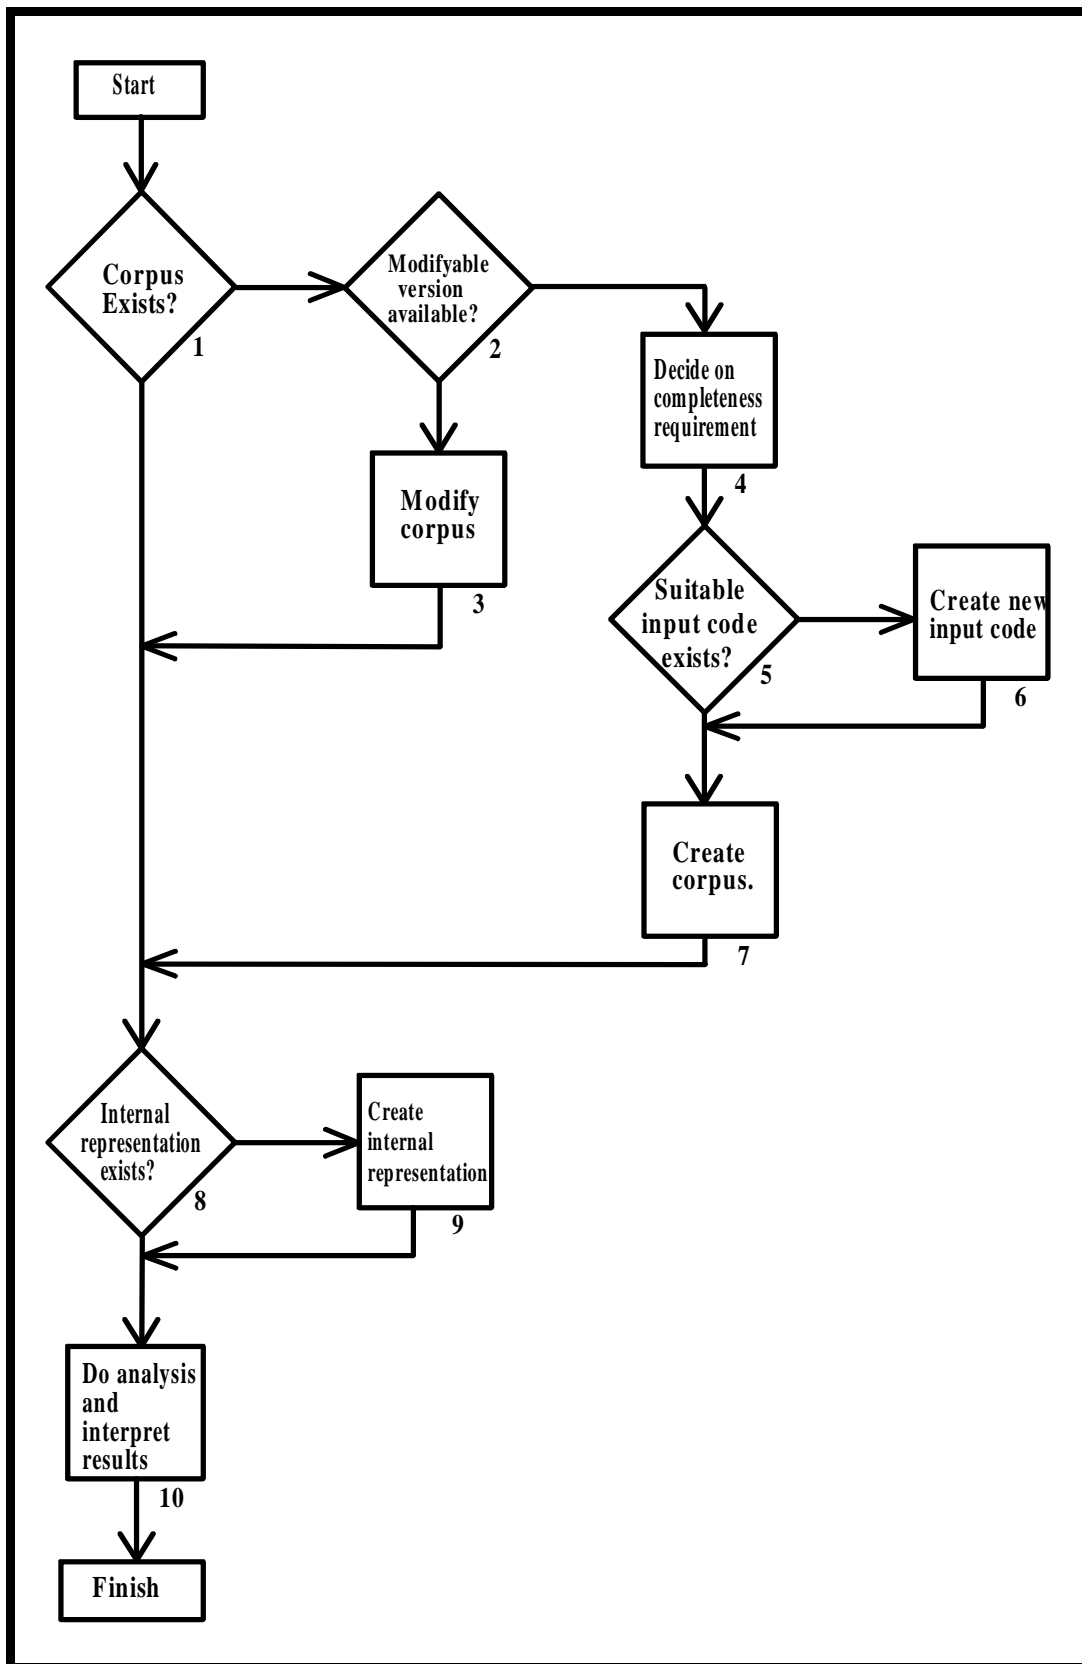 Start
Corpus
Exists?
1
Modifyable
version
available?
2
Modify
corpus
3
Decide on
completeness
requirement
4
Suitable
input code
exists?
5
Create new
input code
6
Create
corpus.
7
Internal
representation
exists?
8
Create
internal
representation
9
Do analysis
and
interpret
results
10
Finish